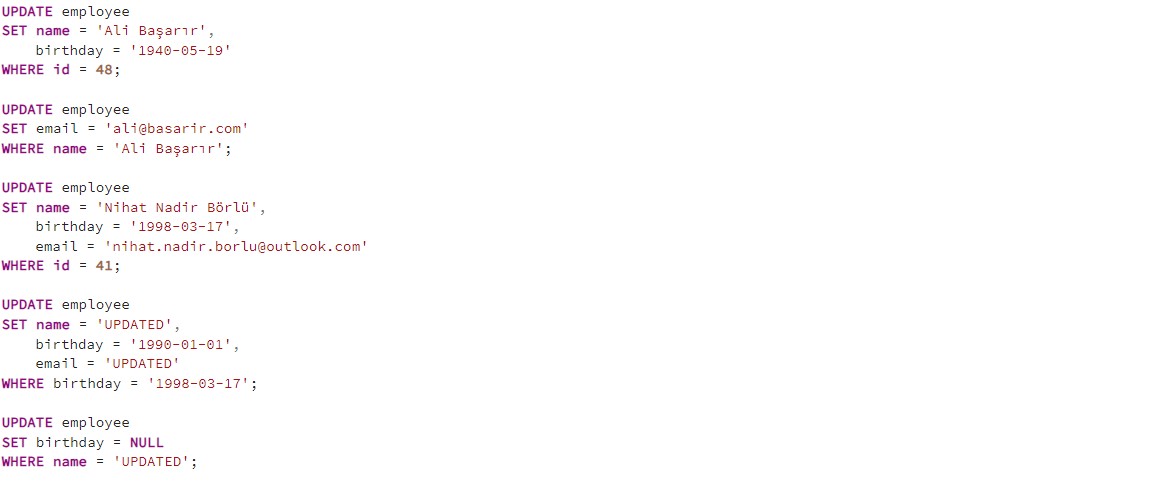 UPDATE employee
SET name = 'Ali Başarır',
    birthday = '1940-05-19'
WHERE id = 48;

UPDATE employee
SET email = 'ali@basarir.com'
WHERE name = 'Ali Başarır';

UPDATE employee
SET name = 'Nihat Nadir Börlü',
    birthday = '1998-03-17',
    email = 'nihat.nadir.borlu@outlook.com'
WHERE id = 41;

UPDATE employee
SET name = 'UPDATED',
    birthday = '1990-01-01',
    email = 'UPDATED'
WHERE birthday = '1998-03-17';

UPDATE employee
SET birthday = NULL
WHERE name = 'UPDATED';